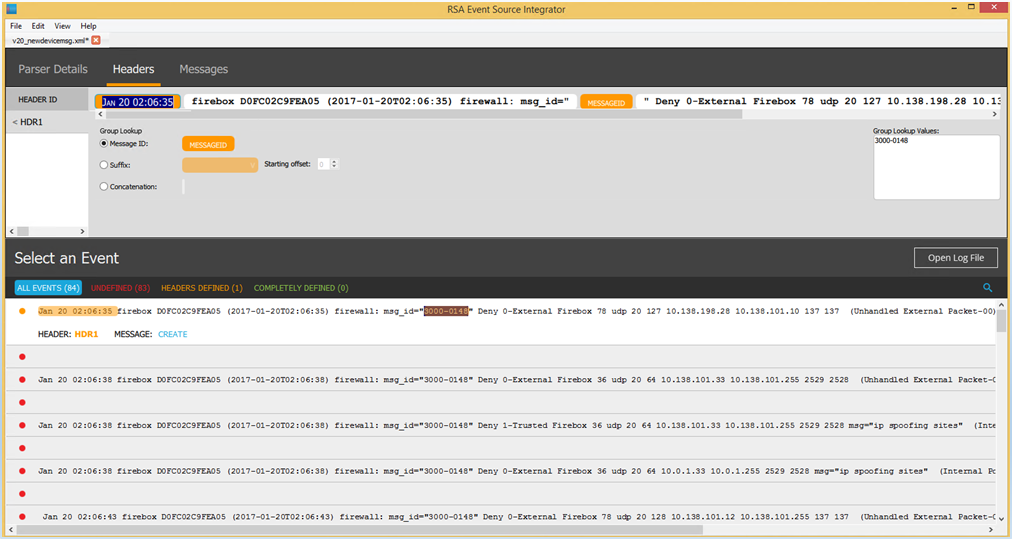 RSA Event Source Integrator
File Edit View Help
v20_newdevicemsg.xml*
Parser Details Headers Messages
HEADER ID
JAN 20 02:06:35 firebox D0FC02C9FEA05 (2017-01-20T02:06:35) firewall: msg_id=" MESSAGEID " Deny 0-External Firebox 78 udp 20 127 10.138.198.28 10.13
< HDR1
Group Lookup
Message ID: MESSAGEID
Suffix: Starting offset: 0
Concatenation:
Group Lookup Values:
3000-0148
Select an Event
Open Log File
ALL EVENTS (84) UNDEFINED (83) HEADERS DEFINED (1) COMPLETELY DEFINED (0)
Jan 20 02:06:35 firebox D0FC02C9FEA05 (2017-01-20T02:06:35) firewall: msg_id="3000-0148" Deny 0-External Firebox 78 udp 20 127 10.138.198.28 10.138.101.10 137 137 (Unhandled External Packet-00)
HEADER: HDR1 MESSAGE: CREATE
Jan 20 02:06:38 firebox D0FC02C9FEA05 (2017-01-20T02:06:38) firewall: msg_id="3000-0148" Deny 0-External Firebox 36 udp 20 64 10.138.101.33 10.138.101.255 2529 2528 (Unhandled External Packet-0
Jan 20 02:06:38 firebox D0FC02C9FEA05 (2017-01-20T02:06:38) firewall: msg_id="3000-0148" Deny 1-Trusted Firebox 36 udp 20 64 10.138.101.33 10.138.101.255 2529 2528 msg="ip spoofing sites" (Inte
Jan 20 02:06:38 firebox D0FC02C9FEA05 (2017-01-20T02:06:38) firewall: msg_id="3000-0148" Deny 0-External Firebox 36 udp 20 64 10.0.1.33 10.0.1.255 2529 2528 msg="ip spoofing sites" (Internal Po
Jan 20 02:06:43 firebox D0FC02C9FEA05 (2017-01-20T02:06:43) firewall: msg_id="3000-0148" Deny 0-External Firebox 78 udp 20 128 10.138.101.12 10.138.101.255 137 137 (Unhandled External Packet-